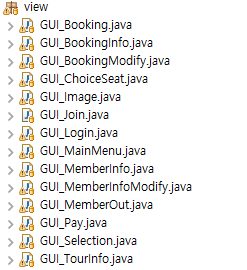 view
GUI_Booking.java
GUI_BookingInfo.java
GUI_BookingModify.java
GUI_ChoiceSeat.java
GUI_Image.java
GUI_Join.java
GUI_Login.java
GUI_MainMenu.java
GUI_MemberInfo.java
GUI_MemberInfoModify.java
GUI_MemberOut.java
GUI_Pay.java
GUI_Selection.java
GUI_TourInfo.java